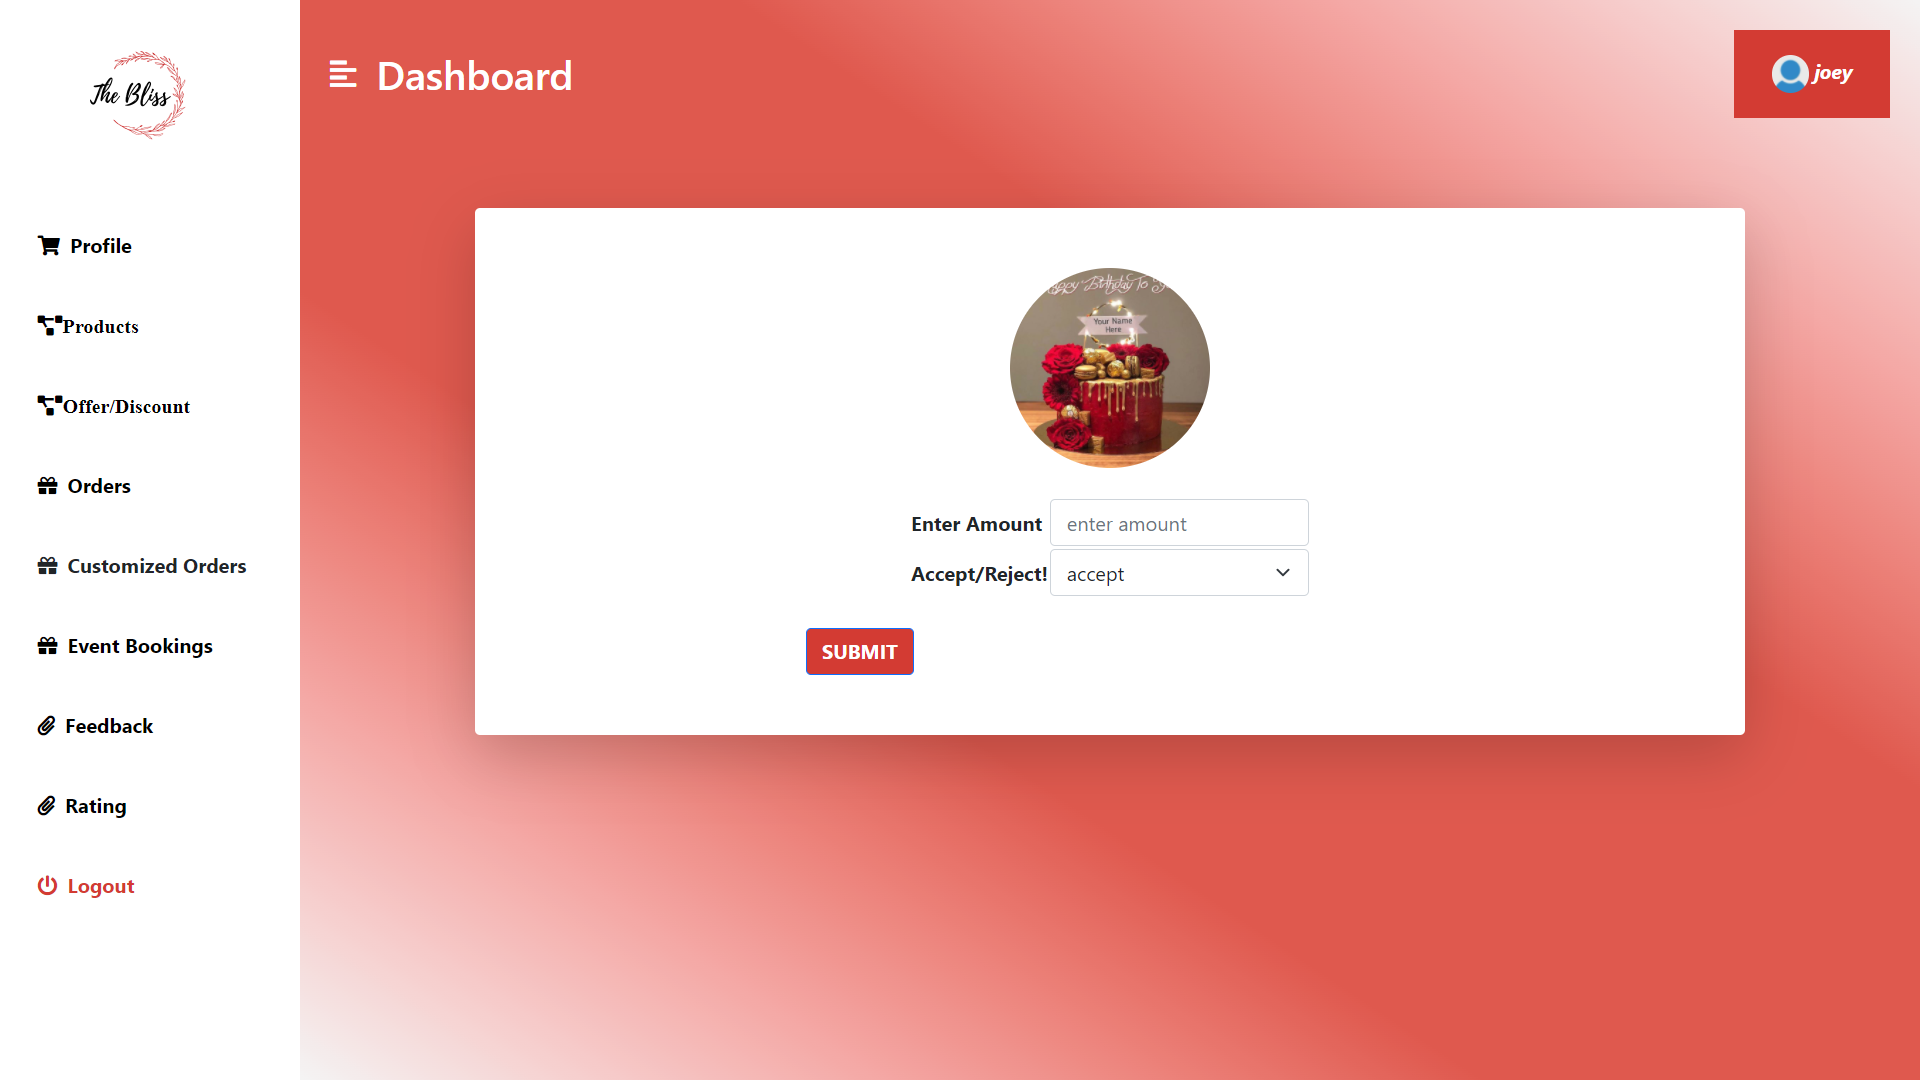 The Bliss
Dashboard
joey
Profile
Products
Offer/Discount
Orders
Customized Orders
Event Bookings
Feedback
Rating
Logout
Birthday To
Your Name
Here
Enter Amount enter amount
Accept/Reject! accept
SUBMIT